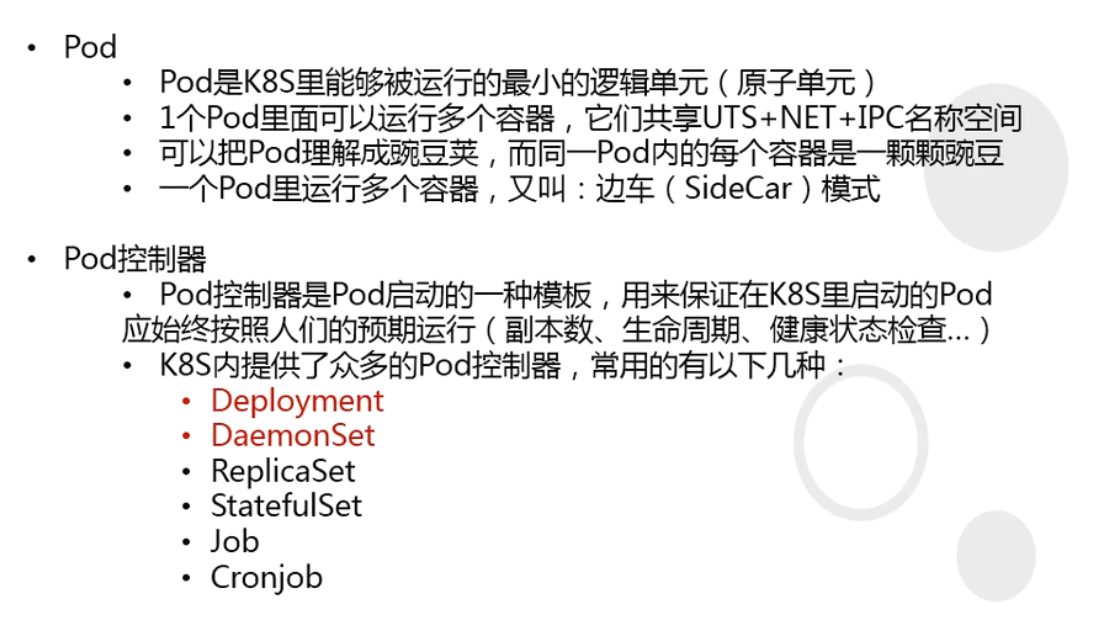 • Pod
• Pod是K8S里能够被运行的最小的逻辑单元（原子单元）
• 1个Pod里面可以运行多个容器，它们共享UTS+NET+IPC名称空间
• 可以把Pod理解成豌豆荚，而同一Pod内的每个容器是一颗颗豌豆
• 一个Pod里运行多个容器，又叫：边车（SideCar）模式
• Pod控制器
• Pod控制器是Pod启动的一种模板，用来保证在K8S里启动的Pod
应始终按照人们的预期运行（副本数、生命周期、健康状态检查...）
• K8S内提供了众多的Pod控制器，常用的有以下几种：
• Deployment
• DaemonSet
• ReplicaSet
• StatefulSet
• Job
• Cronjob